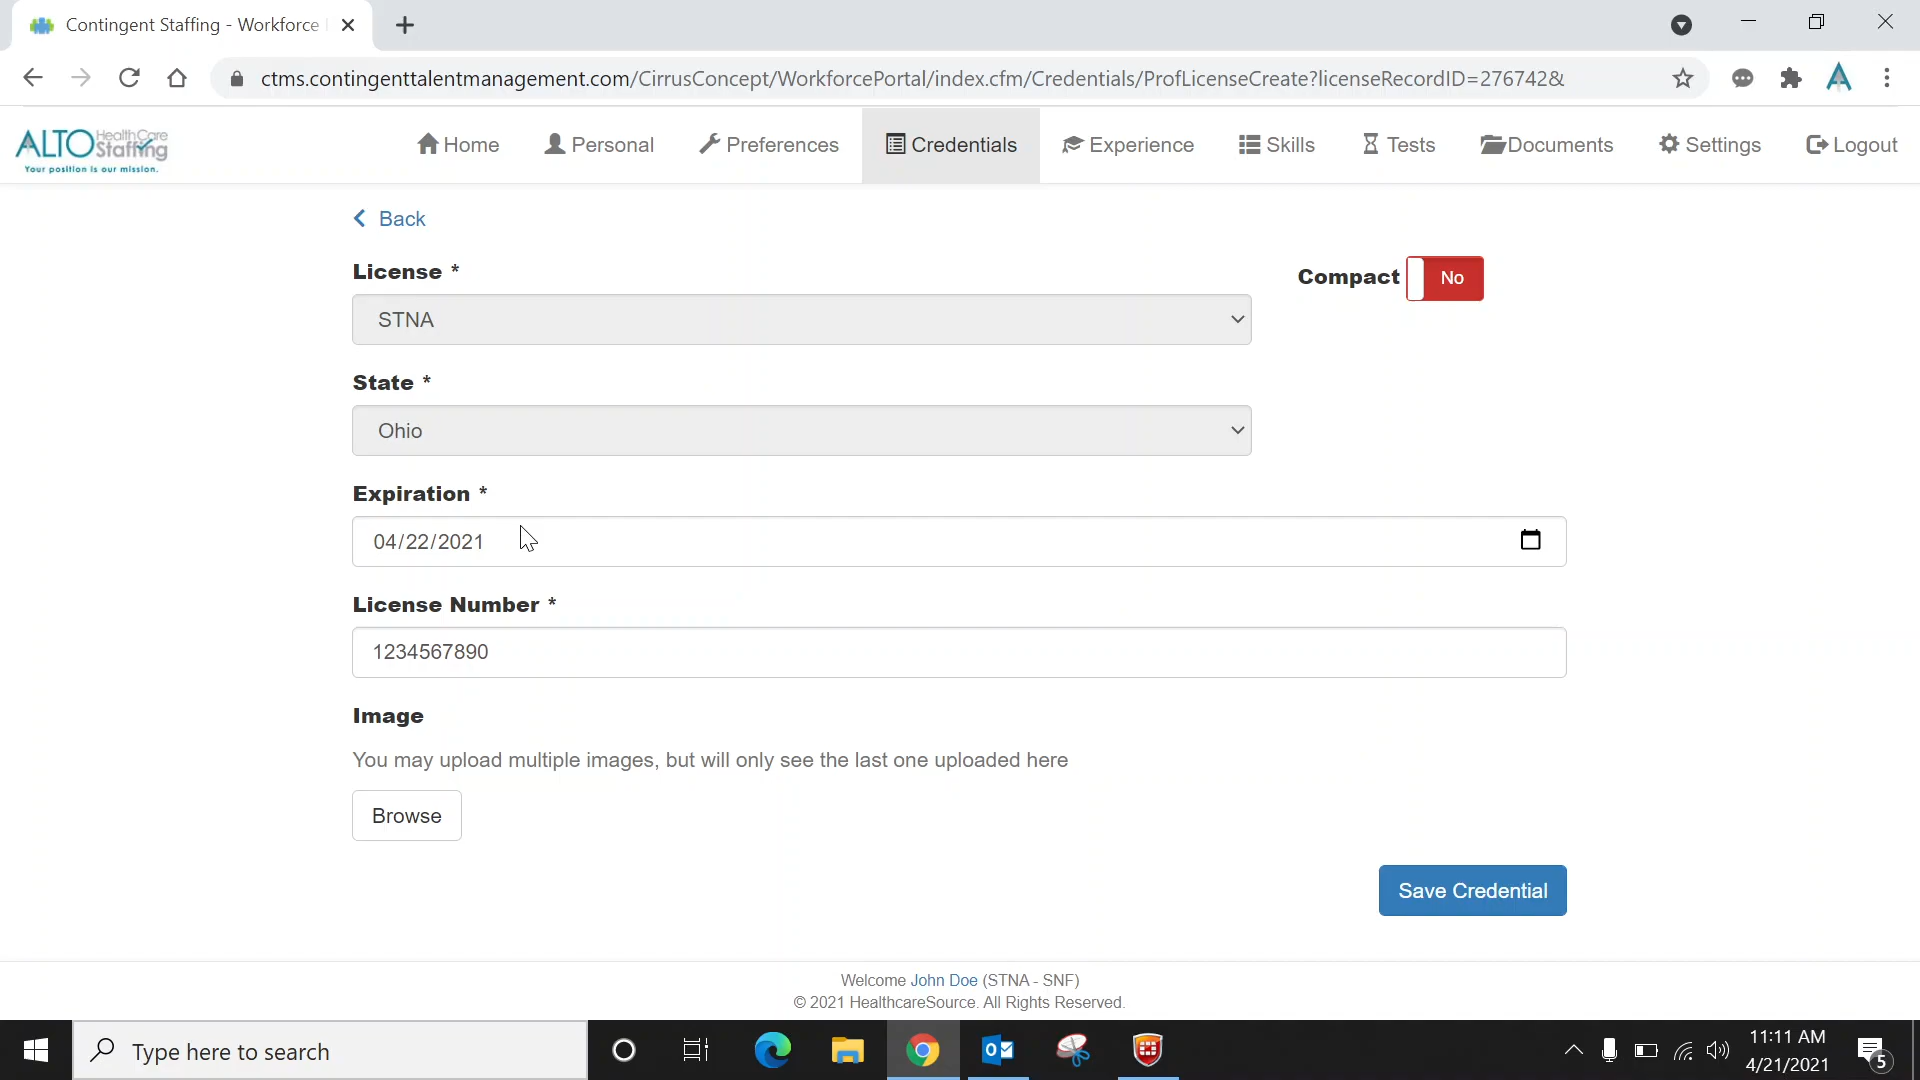 Contingent Staffing - Workforce
ctms.contingenttalentmanagement.com/CirrusConcept/WorkforcePortal/index.cfm/Credentials/ProfLicenseCreate?licenseRecordID=276742&
ALTO HealthCare Staffing
Your position is our mission.
Home Personal Preferences Credentials Experience Skills Tests Documents Settings Logout
Back
License *
Compact No
STNA
State *
Ohio
Expiration *
04/22/2021
License Number *
1234567890
Image
You may upload multiple images, but will only see the last one uploaded here
Browse
Save Credential
Welcome John Doe (STNA - SNF)
© 2021 HealthcareSource. All Rights Reserved.
Type here to search
11:11 AM
4/21/2021
5